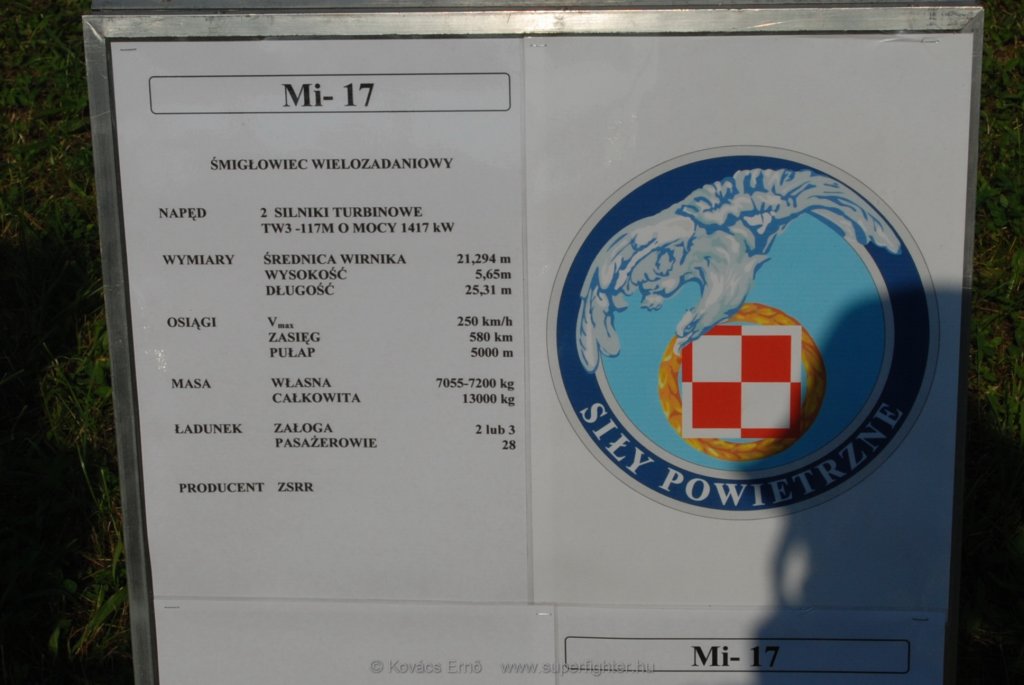 Mi- 17
ŚMIGŁOWIEC WIELOZADANIOWY
NAPĘD 2 SILNIKI TURBINOWE
TW3 -117M O MOCY 1417 kW
WYMIARY ŚREDNICA WIRNIKA 21,294 m
WYSOKOŚĆ 5,65m
DŁUGOŚĆ 25,31 m
OSIĄGI Vmax 250 km/h
ZASIĘG 580 km
PUŁAP 5000 m
MASA WŁASNA 7055-7200 kg
CAŁKOWITA 13000 kg
ŁADUNEK ZAŁOGA 2 lub 3
PASAŻEROWIE 28
PRODUCENT ZSRR
SIŁY POWIETRZNE
Mi- 17
© Kovács Ernő www.superfighter.hu